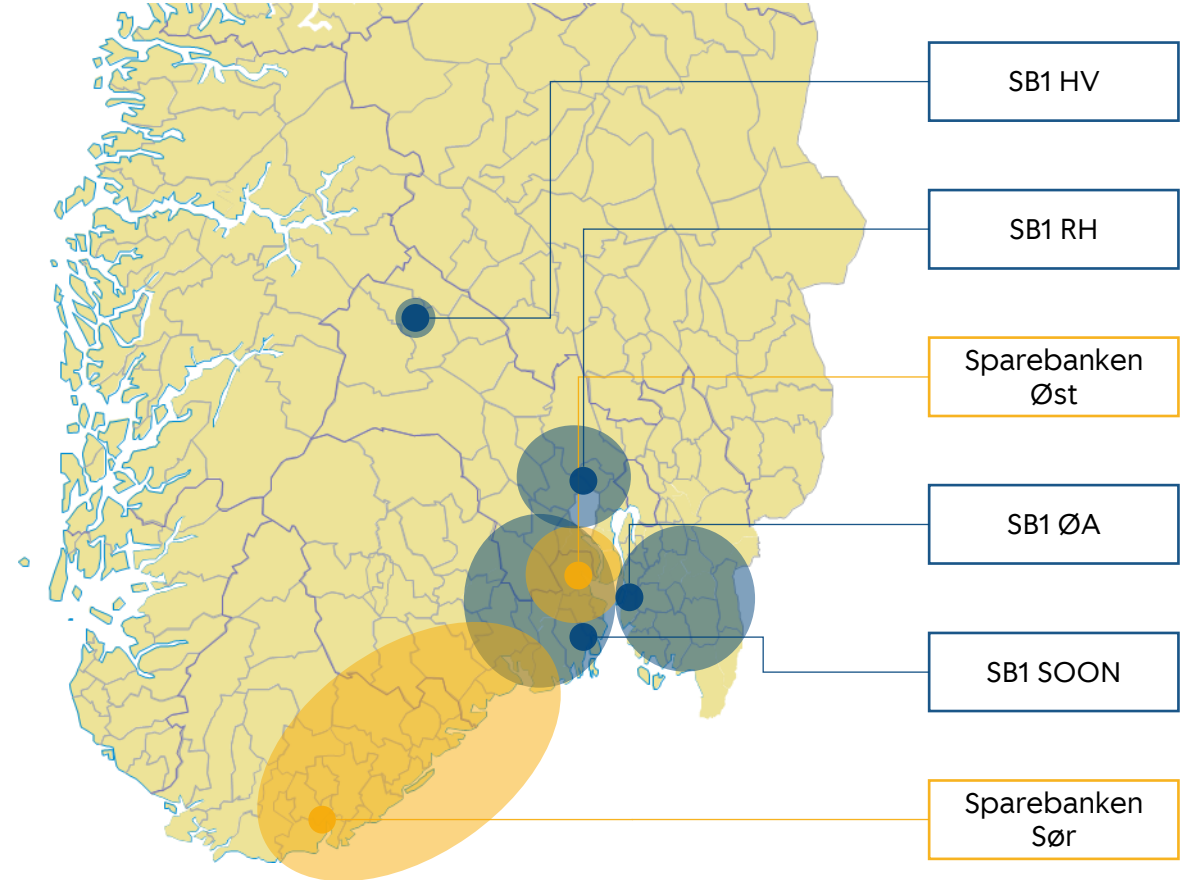 SB1 HV
SB1 RH
Sparebanken
Øst
SB1 ØA
SB1 SOON
Sparebanken
Sør